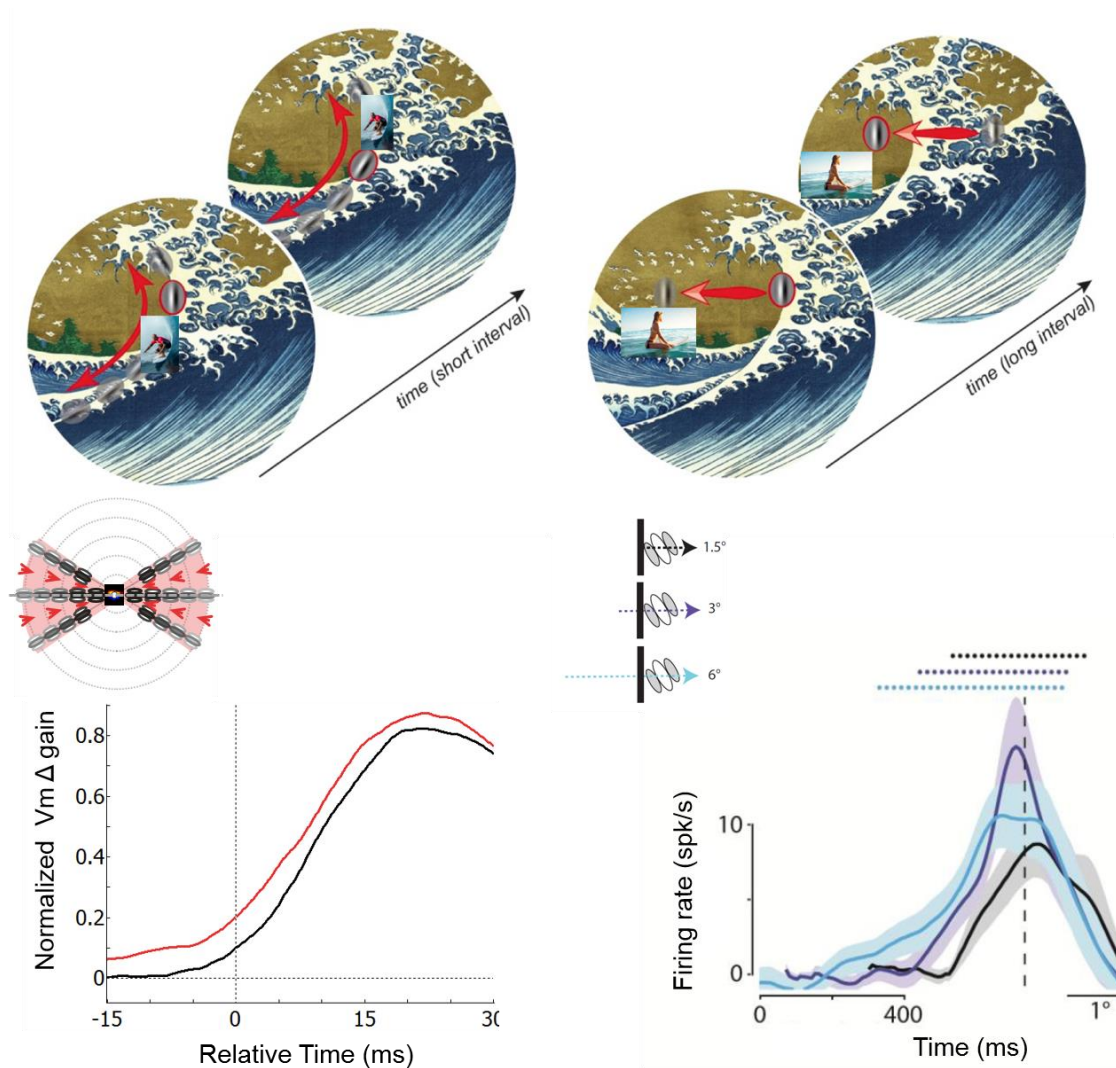 time (short interval)
time (long interval)
1.5°
3°
6°
Normalized Vm Δ gain
0.8
0.6
0.4
0.2
0
-15
0
15
30
Relative Time (ms)
Firing rate (spk/s)
10
0
0
400
1°
Time (ms)